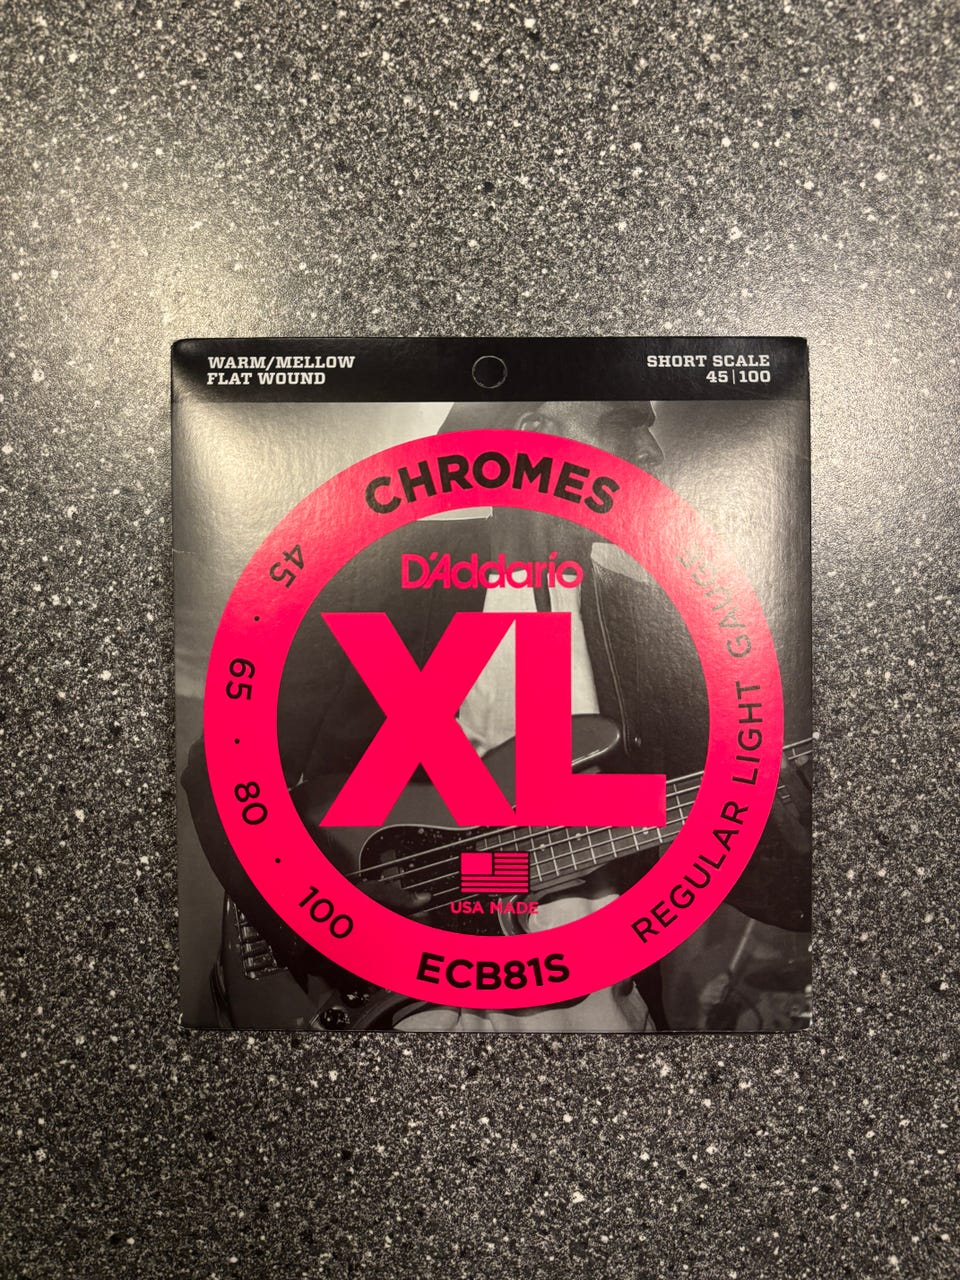 WARM/MELLOW
FLAT WOUND
SHORT SCALE
45|100
CHROMES
45 · 65 · 80 · 100
REGULAR LIGHT GAUGE
D'Addario
XL
USA MADE
ECB81S